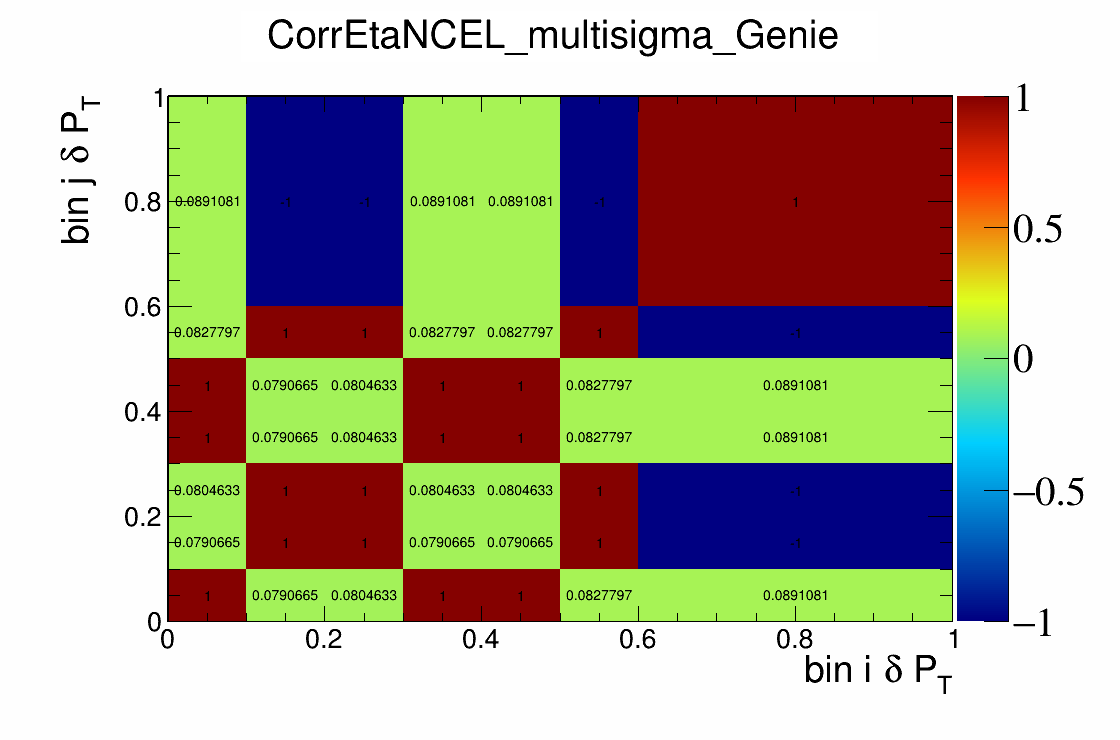 CorrEtaNCEL_multisigma_Genie
bin j δ P_T
1
0.8
0.6
0.4
0.2
0
0.0891081 -1 -1 0.0891081 0.0891081 -1 1
0.0827797 1 1 0.0827797 0.0827797 1 -1
1 0.0790665 0.0804633 1 1 0.0827797 0.0891081
1 0.0790665 0.0804633 1 1 0.0827797 0.0891081
0.0804633 1 1 0.0804633 0.0804633 1 -1
0.0790665 1 1 0.0790665 0.0790665 1 -1
1 0.0790665 0.0804633 1 1 0.0827797 0.0891081
0 0.2 0.4 0.6 0.8 1
bin i δ P_T
1
0.5
0
−0.5
−1